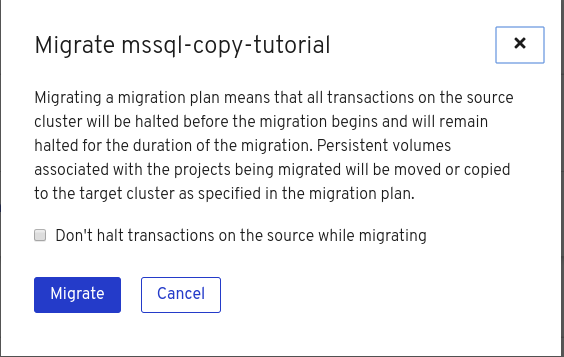 Migrate mssql-copy-tutorial
Migrating a migration plan means that all transactions on the source
cluster will be halted before the migration begins and will remain
halted for the duration of the migration. Persistent volumes
associated with the projects being migrated will be moved or copied
to the target cluster as specified in the migration plan.
Don't halt transactions on the source while migrating
Migrate
Cancel